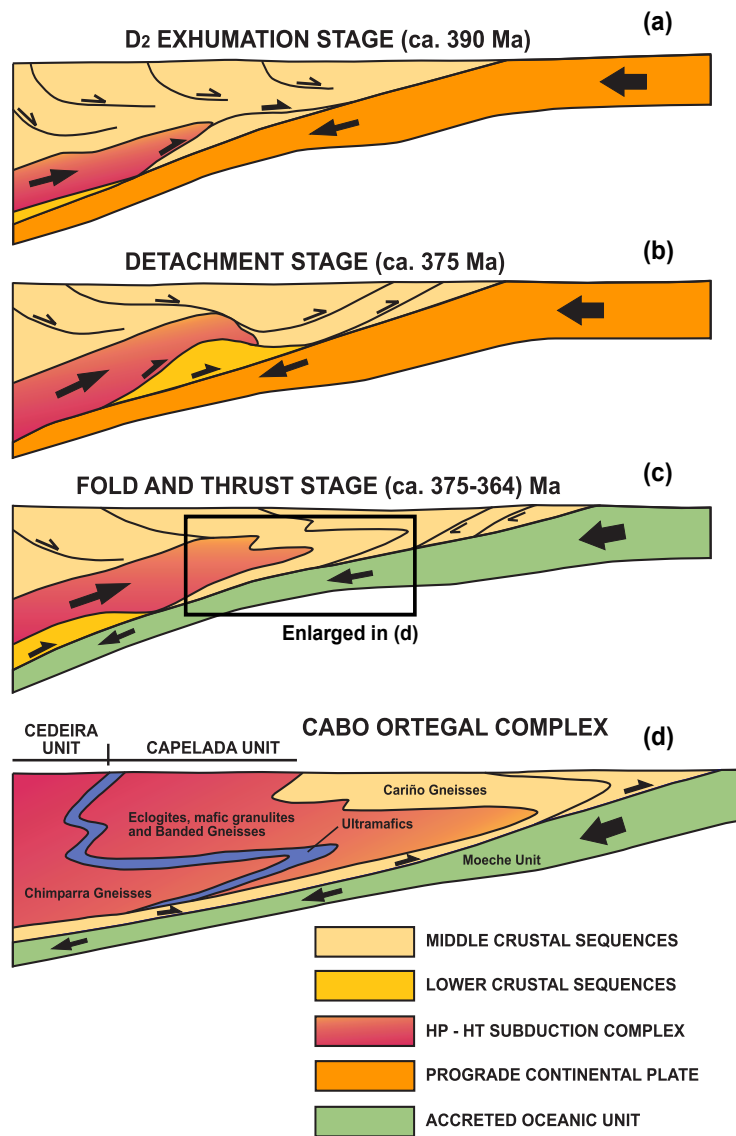 (a)
D2 EXHUMATION STAGE (ca. 390 Ma)
(b)
DETACHMENT STAGE (ca. 375 Ma)
(c)
FOLD AND THRUST STAGE (ca. 375-364) Ma
Enlarged in (d)
CEDEIRA
UNIT
CAPELADA UNIT
CABO ORTEGAL COMPLEX
(d)
Cariño Gneisses
Eclogites, mafic granulites
and Banded Gneisses
Ultramafics
Moeche Unit
Chimparra Gneisses
MIDDLE CRUSTAL SEQUENCES
LOWER CRUSTAL SEQUENCES
HP - HT SUBDUCTION COMPLEX
PROGRADE CONTINENTAL PLATE
ACCRETED OCEANIC UNIT